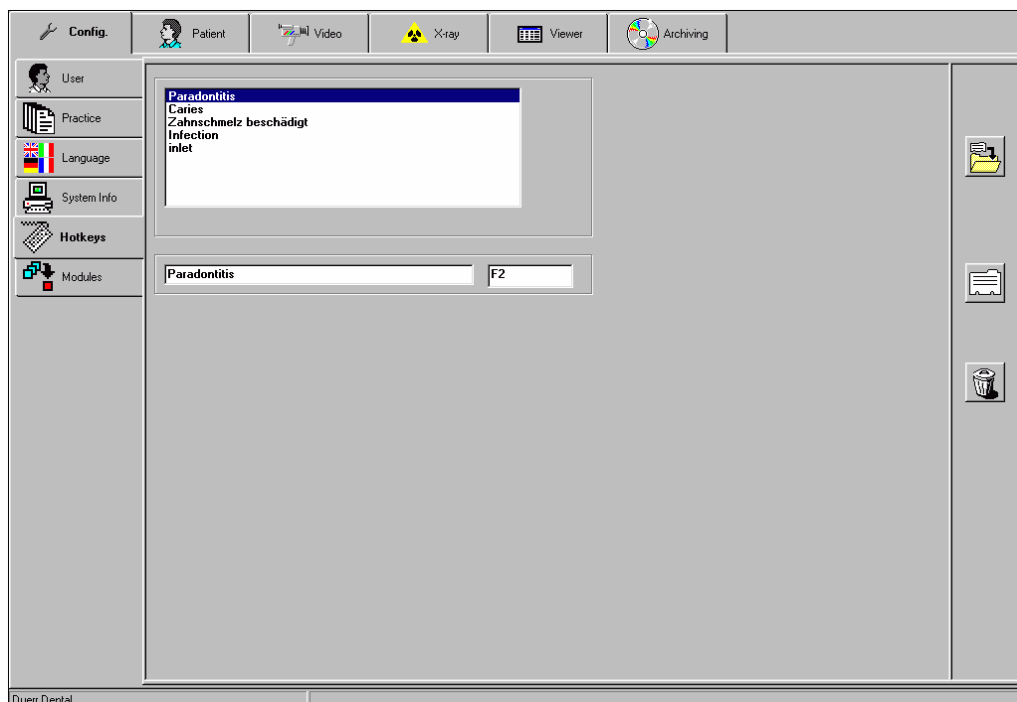 Config.
Patient
Video
X-ray
Viewer
Archiving
User
Practice
Language
System Info
Hotkeys
Modules
Paradontitis
Caries
Zahnschmelz beschädigt
Infection
inlet
Paradontitis F2
Duerr Dental